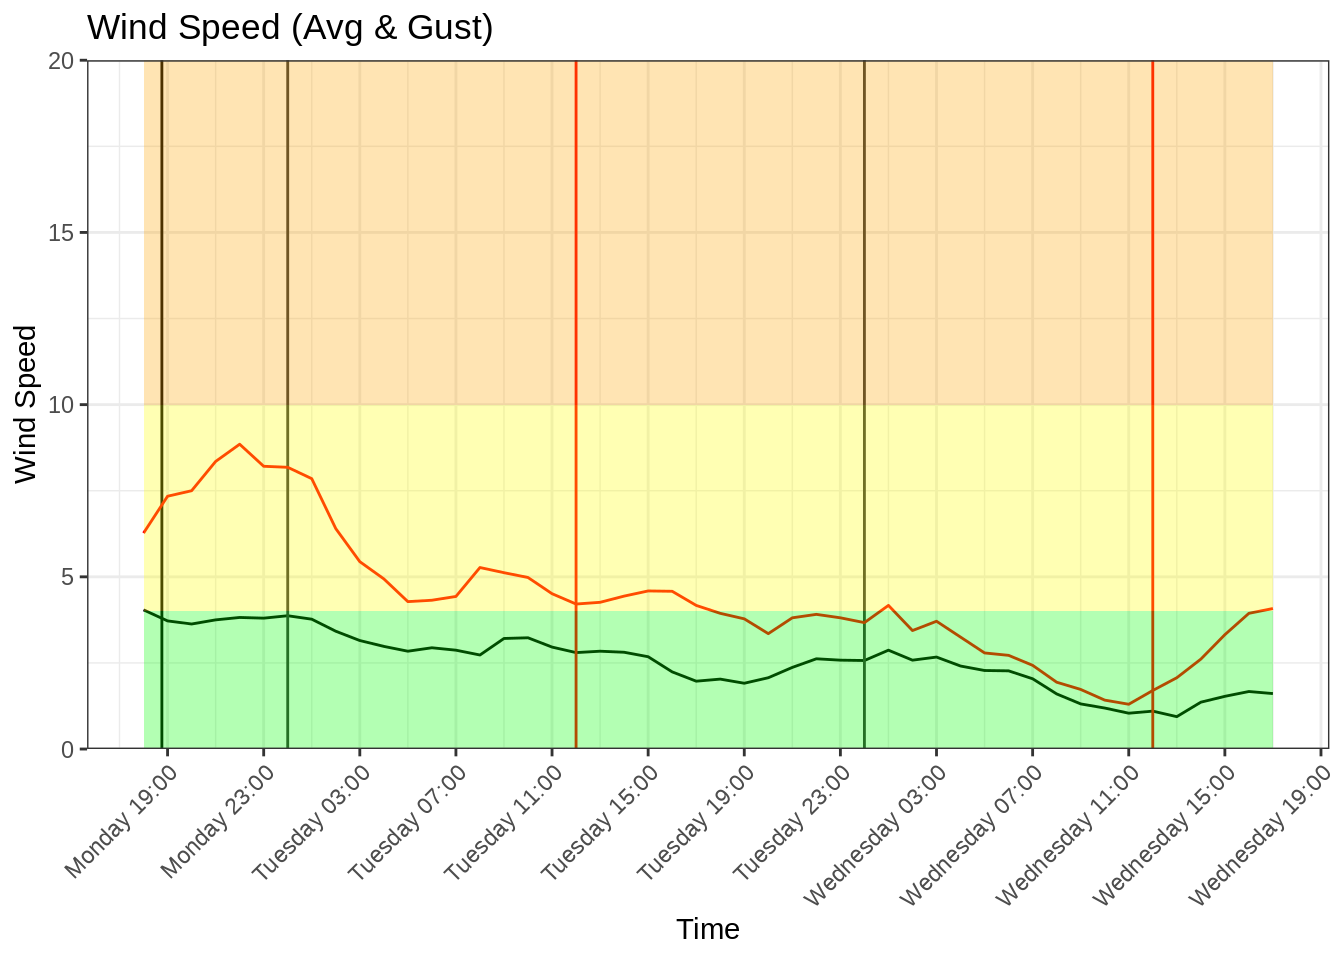 Wind Speed (Avg & Gust)
Wind Speed
20
15
10
5
0
Monday 19:00
Monday 23:00
Tuesday 03:00
Tuesday 07:00
Tuesday 11:00
Tuesday 15:00
Tuesday 19:00
Tuesday 23:00
Wednesday 03:00
Wednesday 07:00
Wednesday 11:00
Wednesday 15:00
Wednesday 19:00
Time